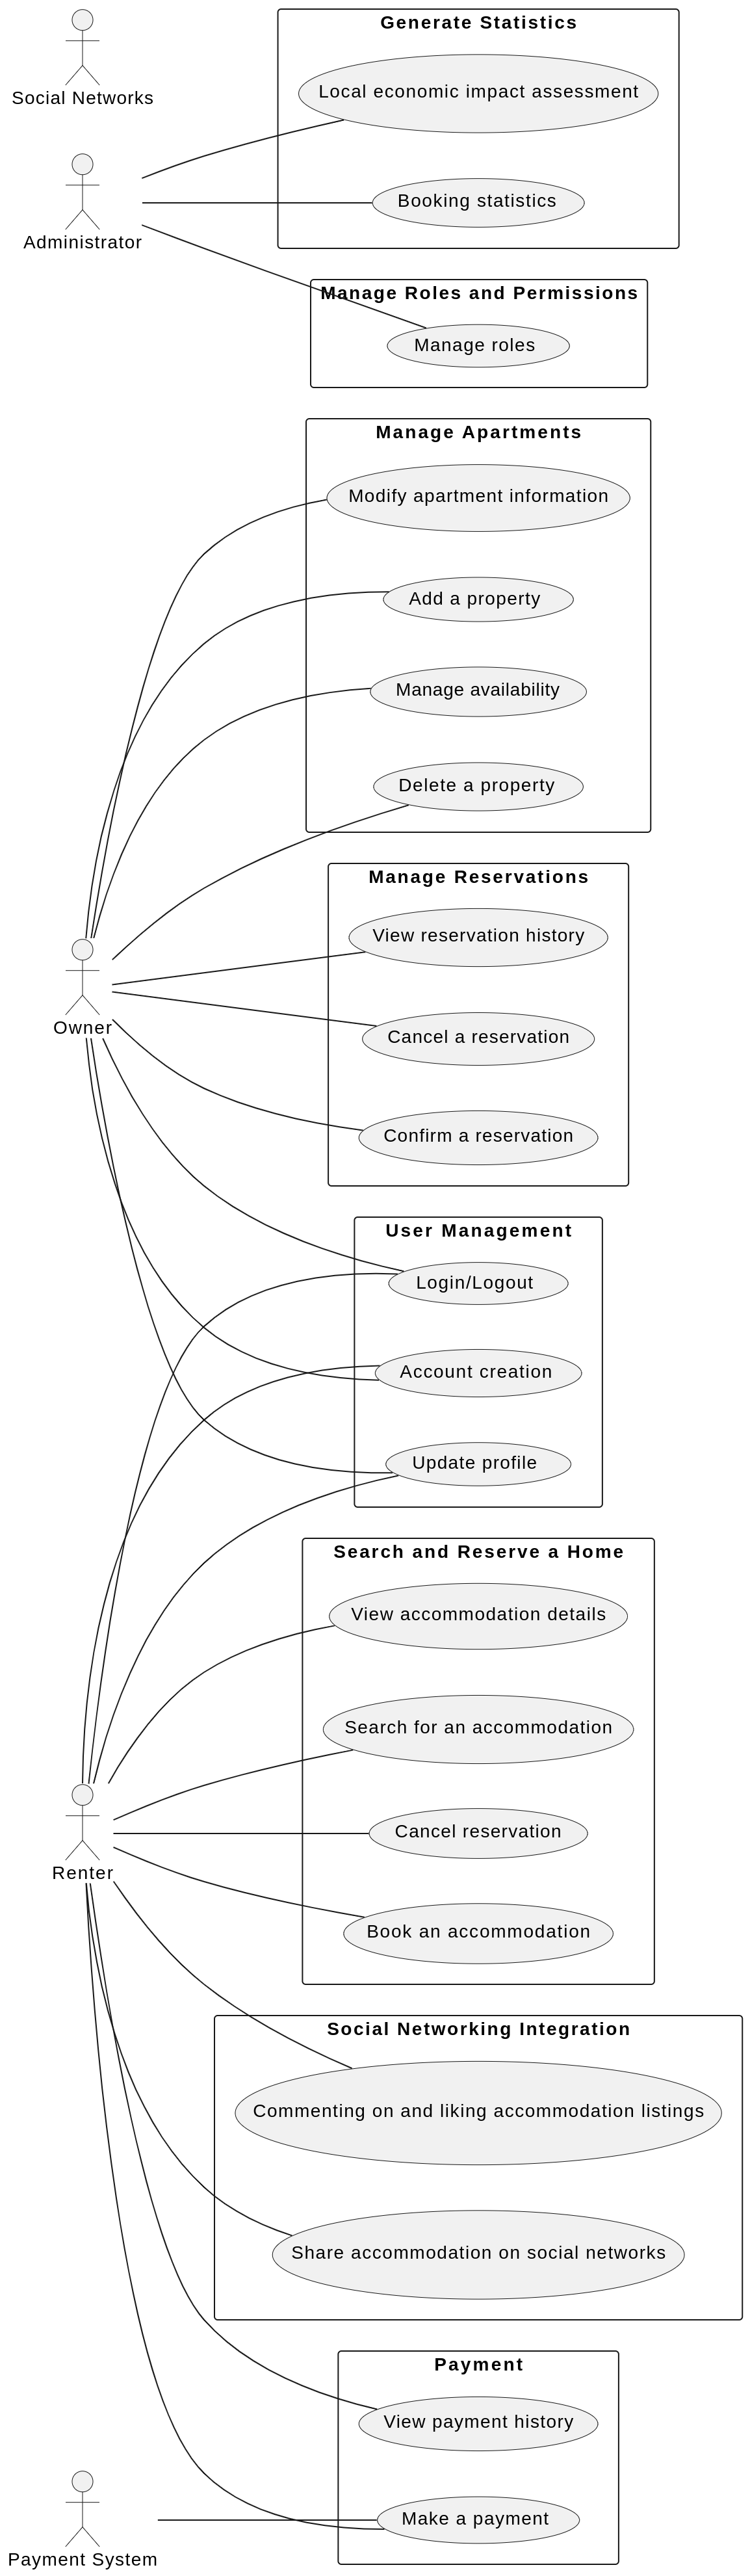 Generate Statistics
Social Networks
Local economic impact assessment
Booking statistics
Administrator
Manage Roles and Permissions
Manage roles
Manage Apartments
Modify apartment information
Add a property
Manage availability
Delete a property
Manage Reservations
View reservation history
Owner
Cancel a reservation
Confirm a reservation
User Management
Login/Logout
Account creation
Update profile
Search and Reserve a Home
View accommodation details
Search for an accommodation
Cancel reservation
Renter
Book an accommodation
Social Networking Integration
Commenting on and liking accommodation listings
Share accommodation on social networks
Payment
View payment history
Make a payment
Payment System